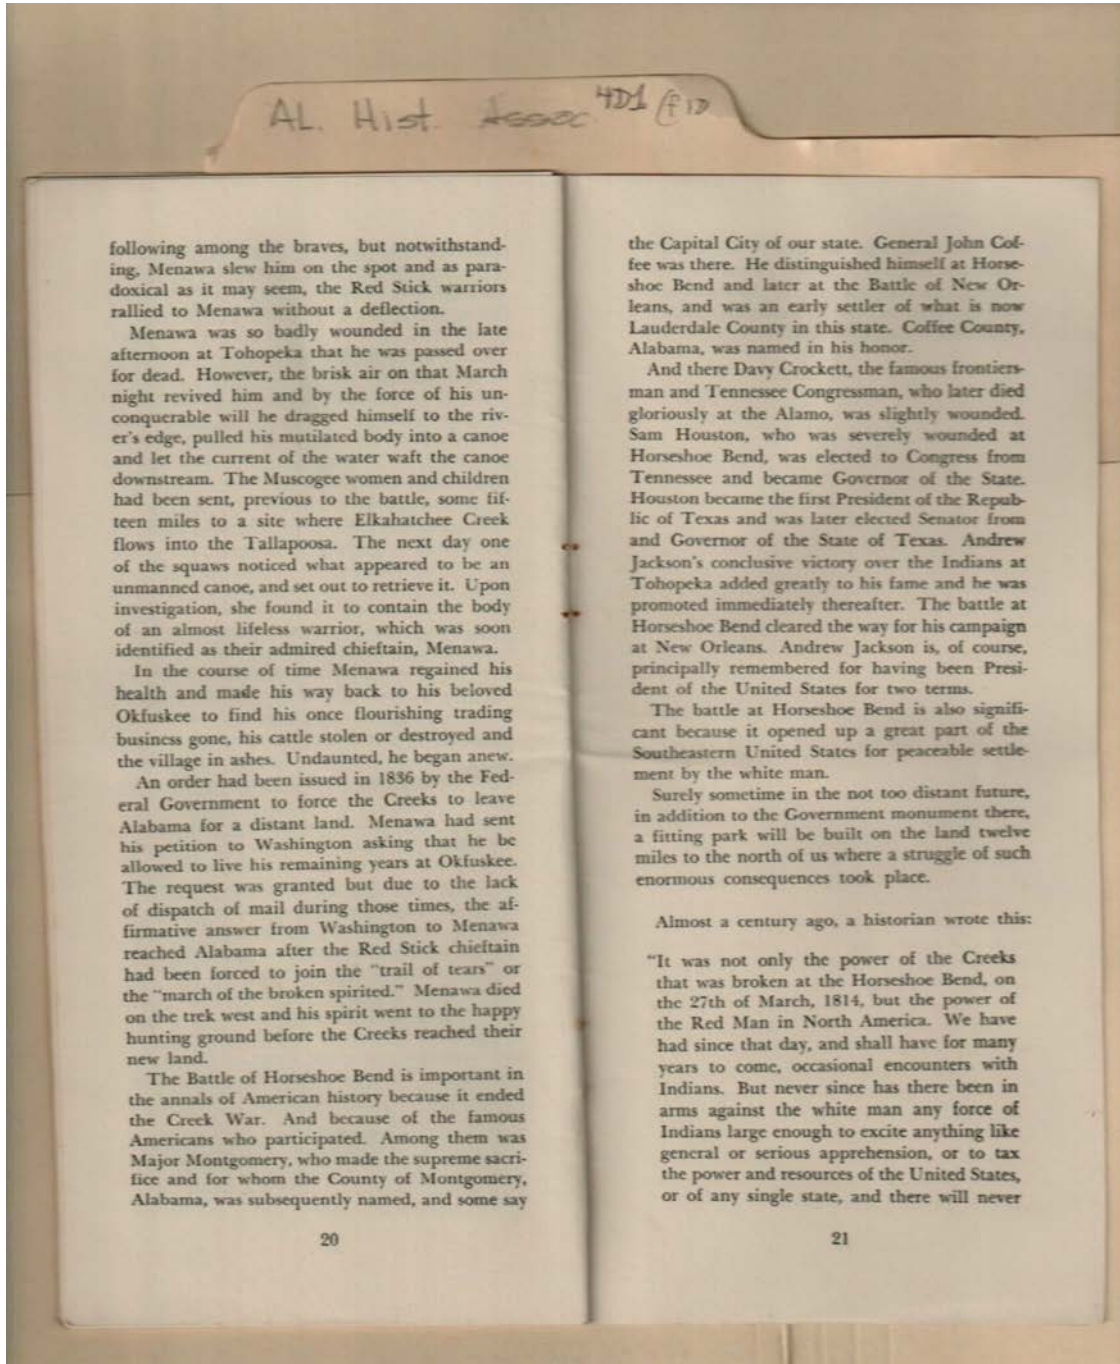 AL. Hist. Assoc. 4D1
following among the braves, but notwithstand-
ing, Menawa slew him on the spot and as para-
doxical as it may seem, the Red Stick warriors
rallied to Menawa without a deflection.
Menawa was so badly wounded in the late
afternoon at Tohopeka that he was passed over
for dead. However, the brisk air on that March
night revived him and by the force of his un-
conquerable will he dragged himself to the riv-
er's edge, pulled his mutilated body into a canoe
and let the current of the water waft the canoe
downstream. The Muscogee women and children
had been sent, previous to the battle, some fif-
teen miles to a site where Elkahatchee Creek
flows into the Tallapoosa. The next day one
of the squaws noticed what appeared to be an
unmanned canoe, and set out to retrieve it. Upon
investigation, she found it to contain the body
of an almost lifeless warrior, which was soon
identified as their admired chieftain, Menawa.
In the course of time Menawa regained his
health and made his way back to his beloved
Okfuskee to find his once flourishing trading
business gone, his cattle stolen or destroyed and
the village in ashes. Undaunted, he began anew.
An order had been issued in 1836 by the Fed-
eral Government to force the Creeks to leave
Alabama for a distant land. Menawa had sent
his petition to Washington asking that he be
allowed to live his remaining years at Okfuskee.
The request was granted but due to the lack
of dispatch of mail during those times, the af-
firmative answer from Washington to Menawa
reached Alabama after the Red Stick chieftain
had been forced to join the "trail of tears" or
the "march of the broken spirited." Menawa died
on the trek west and his spirit went to the happy
hunting ground before the Creeks reached their
new land.
The Battle of Horseshoe Bend is important in
the annals of American history because it ended
the Creek War. And because of the famous
Americans who participated. Among them was
Major Montgomery, who made the supreme sacri-
fice and for whom the County of Montgomery,
Alabama, was subsequently named, and some say
20
the Capital City of our state. General John Cof-
fee was there. He distinguished himself at Horse-
shoe Bend and later at the Battle of New Or-
leans, and was an early settler of what is now
Lauderdale County in this state. Coffee County,
Alabama, was named in his honor.
And there Davy Crockett, the famous frontiers-
man and Tennessee Congressman, who later died
gloriously at the Alamo, was slightly wounded.
Sam Houston, who was severely wounded at
Horseshoe Bend, was elected to Congress from
Tennessee and became Governor of the State.
Houston became the first President of the Repub-
lic of Texas and was later elected Senator from
and Governor of the State of Texas. Andrew
Jackson's conclusive victory over the Indians at
Tohopeka added greatly to his fame and he was
promoted immediately thereafter. The battle at
Horseshoe Bend cleared the way for his campaign
at New Orleans. Andrew Jackson is, of course,
principally remembered for having been Presi-
dent of the United States for two terms.
The battle at Horseshoe Bend is also signifi-
cant because it opened up a great part of the
Southeastern United States for peaceable settle-
ment by the white man.
Surely sometime in the not too distant future,
in addition to the Government monument there,
a fitting park will be built on the land twelve
miles to the north of us where a struggle of such
enormous consequences took place.
Almost a century ago, a historian wrote this:
"It was not only the power of the Creeks
that was broken at the Horseshoe Bend, on
the 27th of March, 1814, but the power of
the Red Man in North America. We have
had since that day, and shall have for many
years to come, occasional encounters with
Indians. But never since has there been in
arms against the white man any force of
Indians large enough to excite anything like
general or serious apprehension, or to tax
the power and resources of the United States,
or of any single state, and there will never
21